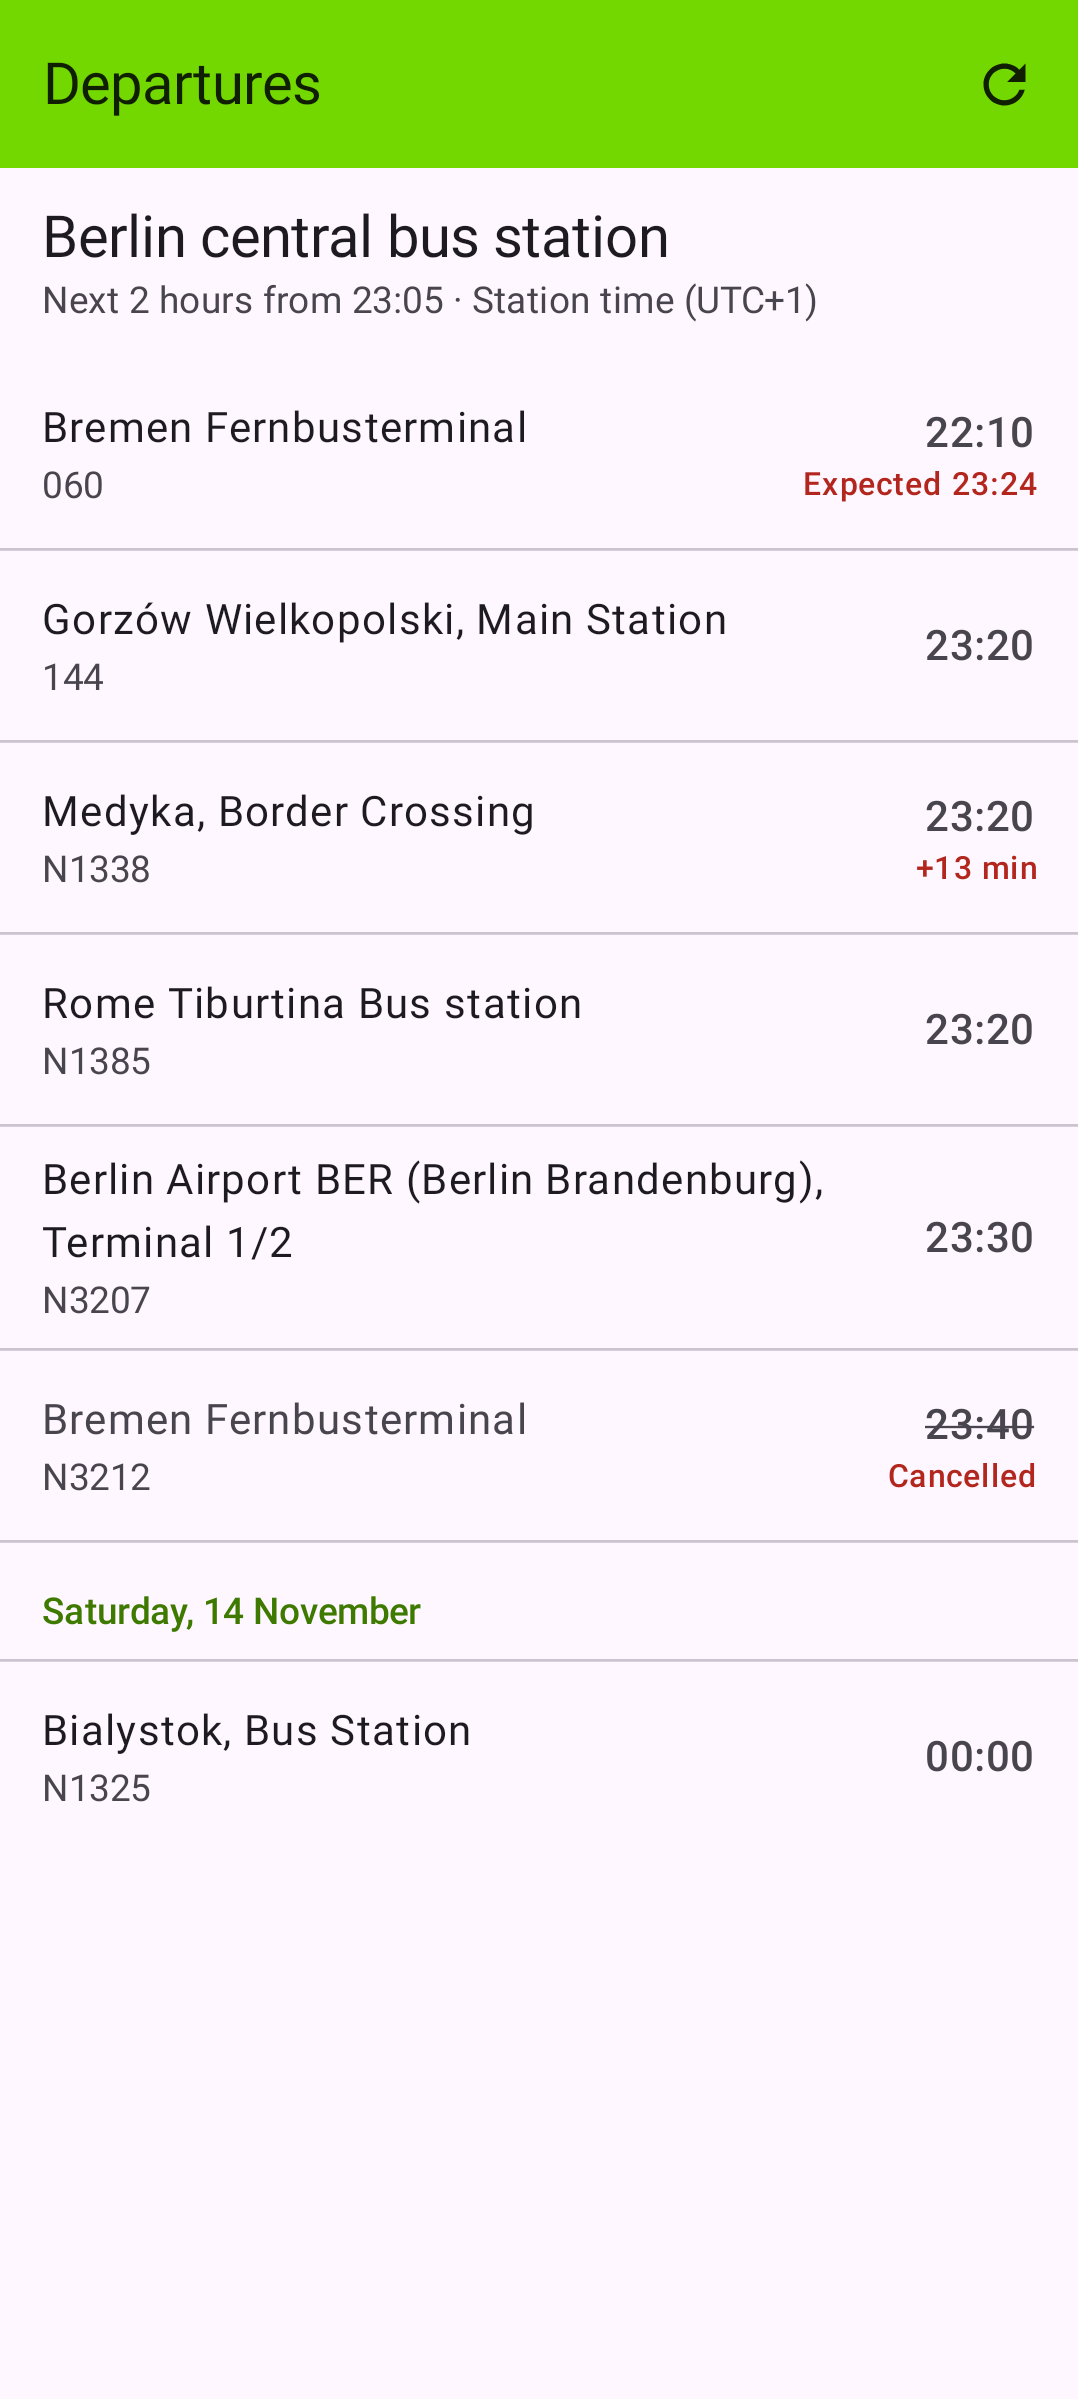 Departures
Berlin central bus station
Next 2 hours from 23:05 · Station time (UTC+1)
Bremen Fernbusterminal
22:10
060
Expected 23:24
Gorzów Wielkopolski, Main Station
23:20
144
Medyka, Border Crossing
23:20
N1338
+13 min
Rome Tiburtina Bus station
23:20
N1385
Berlin Airport BER (Berlin Brandenburg),
Terminal 1/2
23:30
N3207
Bremen Fernbusterminal
23:40
N3212
Cancelled
Saturday, 14 November
Bialystok, Bus Station
00:00
N1325